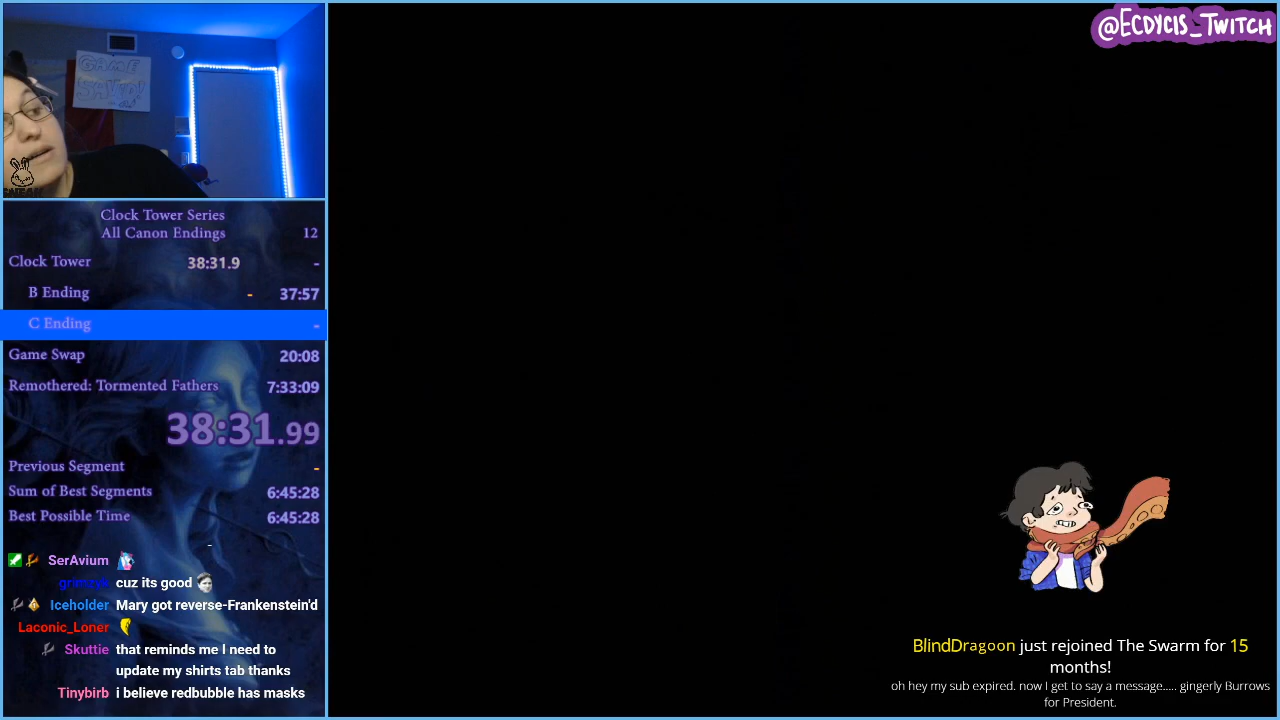 @ECDYCIS_TWITCH
GAME
SAVED!
Clock Tower Series
All Canon Endings 12
Clock Tower 38:31.9 -
B Ending - 37:57
C Ending -
Game Swap 20:08
Remothered: Tormented Fathers 7:33:09
38:31.99
Previous Segment -
Sum of Best Segments 6:45:28
Best Possible Time 6:45:28
-
SerAvium
grimzyk cuz its good
Iceholder Mary got reverse-Frankenstein'd
Laconic_Loner
Skuttie that reminds me I need to
update my shirts tab thanks
Tinybirb i believe redbubble has masks
BlindDragoon just rejoined The Swarm for 15
months!
oh hey my sub expired. now I get to say a message..... gingerly Burrows
for President.